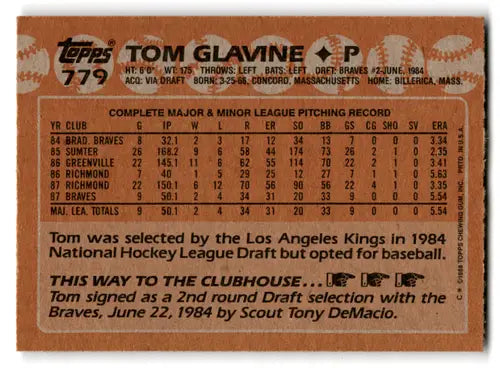 Topps®
779
TOM GLAVINE ✦ P
HT: 6'0" WT: 175 THROWS: LEFT BATS: LEFT DRAFT: BRAVES #2-JUNE, 1984
ACQ: VIA DRAFT BORN: 3-25-66, CONCORD, MASSACHUSETTS HOME: BILLERICA, MASS.
COMPLETE MAJOR & MINOR LEAGUE PITCHING RECORD
YR CLUB G IP W L R SO BB GS CG SHO SV ERA
84 BRAD. BRAVES 8 32.1 2 3 17 12 34 13 7 0 0 0 3.34
85 SUMTER 26 168.2 9 6 58 44 174 73 26 2 1 0 2.35
86 GREENVILLE 22 145.1 11 6 62 55 114 70 22 2 1 0 3.41
86 RICHMOND 7 40 1 5 29 25 12 27 7 1 0 0 5.63
87 RICHMOND 22 150.1 6 12 70 56 91 56 22 4 1 0 3.35
87 BRAVES 9 50.1 2 4 34 31 20 33 9 0 0 0 5.54
MAJ. LEA. TOTALS 9 50.1 2 4 34 31 20 33 9 0 0 0 5.54
Tom was selected by the Los Angeles Kings in 1984
National Hockey League Draft but opted for baseball.
THIS WAY TO THE CLUBHOUSE...
Tom signed as a 2nd round Draft selection with the
Braves, June 22, 1984 by Scout Tony DeMacio.
C* ©1988 TOPPS CHEWING GUM, INC. PRTD. IN U.S.A.